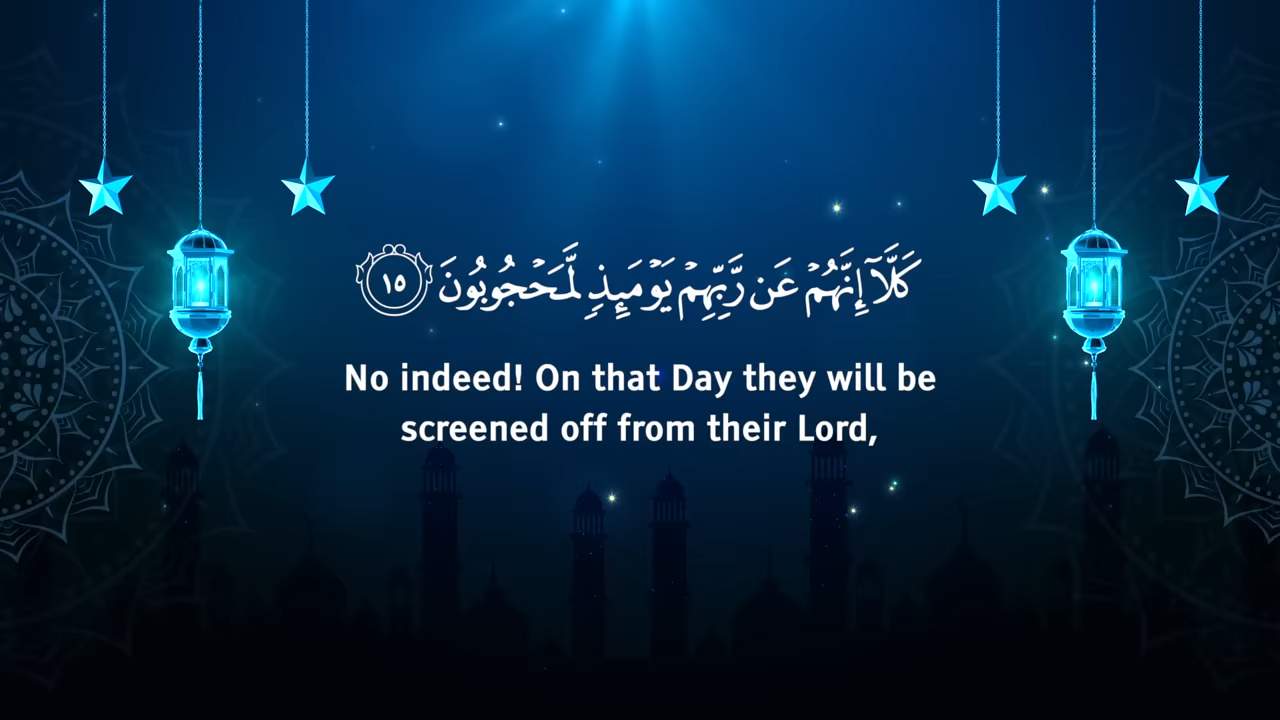 كَلَّآ إِنَّهُمْ عَن رَّبِّهِمْ يَوْمَئِذٍ لَّمَحْجُوبُونَ ١٥
No indeed! On that Day they will be
screened off from their Lord,